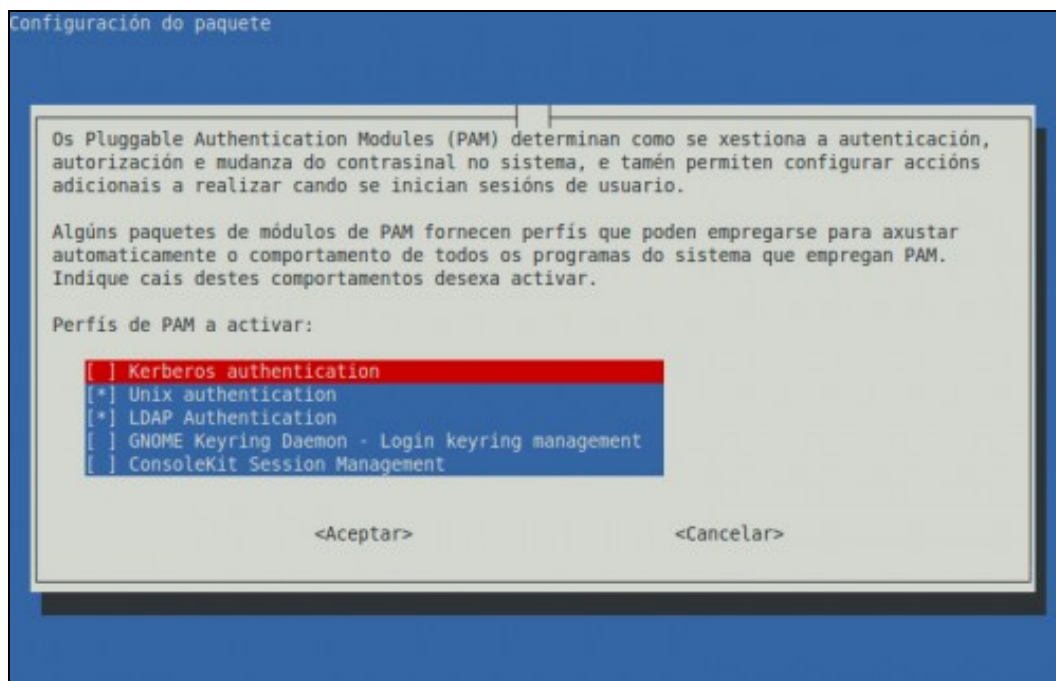 Configuración do paquete
Os Pluggable Authentication Modules (PAM) determinan como se xestiona a autenticación,
autorización e mudanza do contrasinal no sistema, e tamén permiten configurar accións
adicionais a realizar cando se inician sesións de usuario.
Algúns paquetes de módulos de PAM fornecen perfís que poden empregarse para axustar
automaticamente o comportamento de todos os programas do sistema que empregan PAM.
Indique cais destes comportamentos desexa activar.
Perfís de PAM a activar:
[ ] Kerberos authentication
[*] Unix authentication
[*] LDAP Authentication
[ ] GNOME Keyring Daemon - Login keyring management
[ ] ConsoleKit Session Management
<Aceptar> <Cancelar>